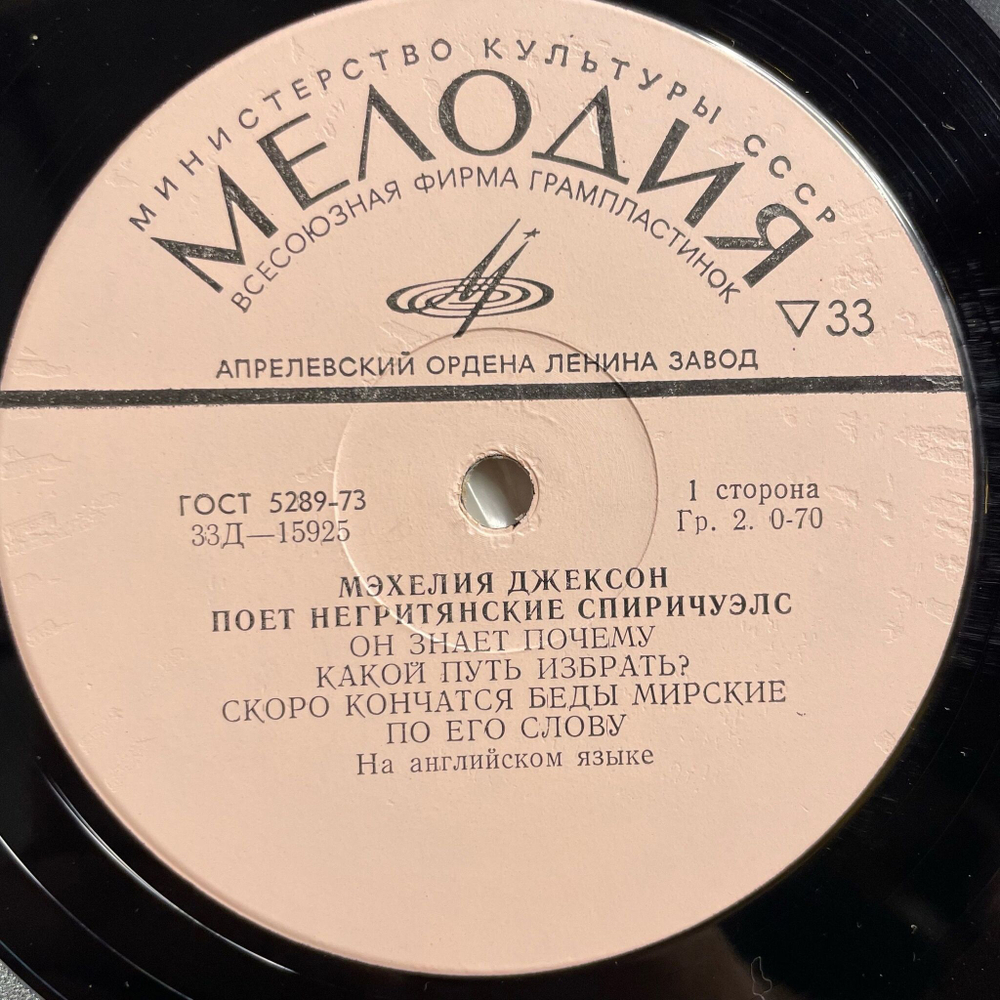 МИНИСТЕРСТВО КУЛЬТУРЫ СССР
МЕЛОДИЯ
ВСЕСОЮЗНАЯ ФИРМА ГРАМПЛАСТИНОК
▽33
АПРЕЛЕВСКИЙ ОРДЕНА ЛЕНИНА ЗАВОД
ГОСТ 5289-73
33Д—15925
1 сторона
Гр. 2. 0-70
МЭХЕЛИЯ ДЖЕКСОН
ПОЕТ НЕГРИТЯНСКИЕ СПИРИЧУЭЛС
ОН ЗНАЕТ ПОЧЕМУ
КАКОЙ ПУТЬ ИЗБРАТЬ?
СКОРО КОНЧАТСЯ БЕДЫ МИРСКИЕ
ПО ЕГО СЛОВУ
На английском языке